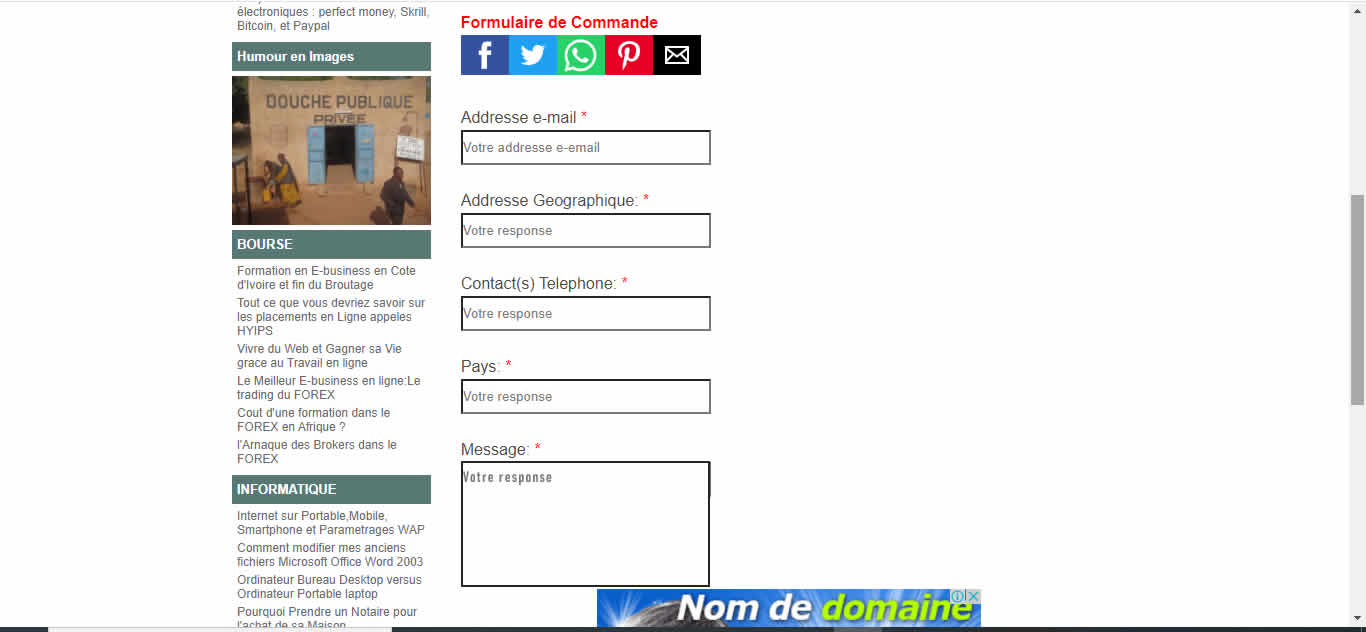 électroniques : perfect money, Skrill,
Bitcoin, et Paypal
Humour en Images
DOUCHE PUBLIQUE
PRIVÉE
BOURSE
Formation en E-business en Cote
d'Ivoire et fin du Broutage
Tout ce que vous devriez savoir sur
les placements en Ligne appeles
HYIPS
Vivre du Web et Gagner sa Vie
grace au Travail en ligne
Le Meilleur E-business en ligne:Le
trading du FOREX
Cout d'une formation dans le
FOREX en Afrique ?
l'Arnaque des Brokers dans le
FOREX
INFORMATIQUE
Internet sur Portable,Mobile,
Smartphone et Parametrages WAP
Comment modifier mes anciens
fichiers Microsoft Office Word 2003
Ordinateur Bureau Desktop versus
Ordinateur Portable laptop
Pourquoi Prendre un Notaire pour
l'achat de sa Maison
Formulaire de Commande
Addresse e-mail *
Votre addresse e-email
Addresse Geographique: *
Votre response
Contact(s) Telephone: *
Votre response
Pays: *
Votre response
Message: *
Votre response
Nom de domaine